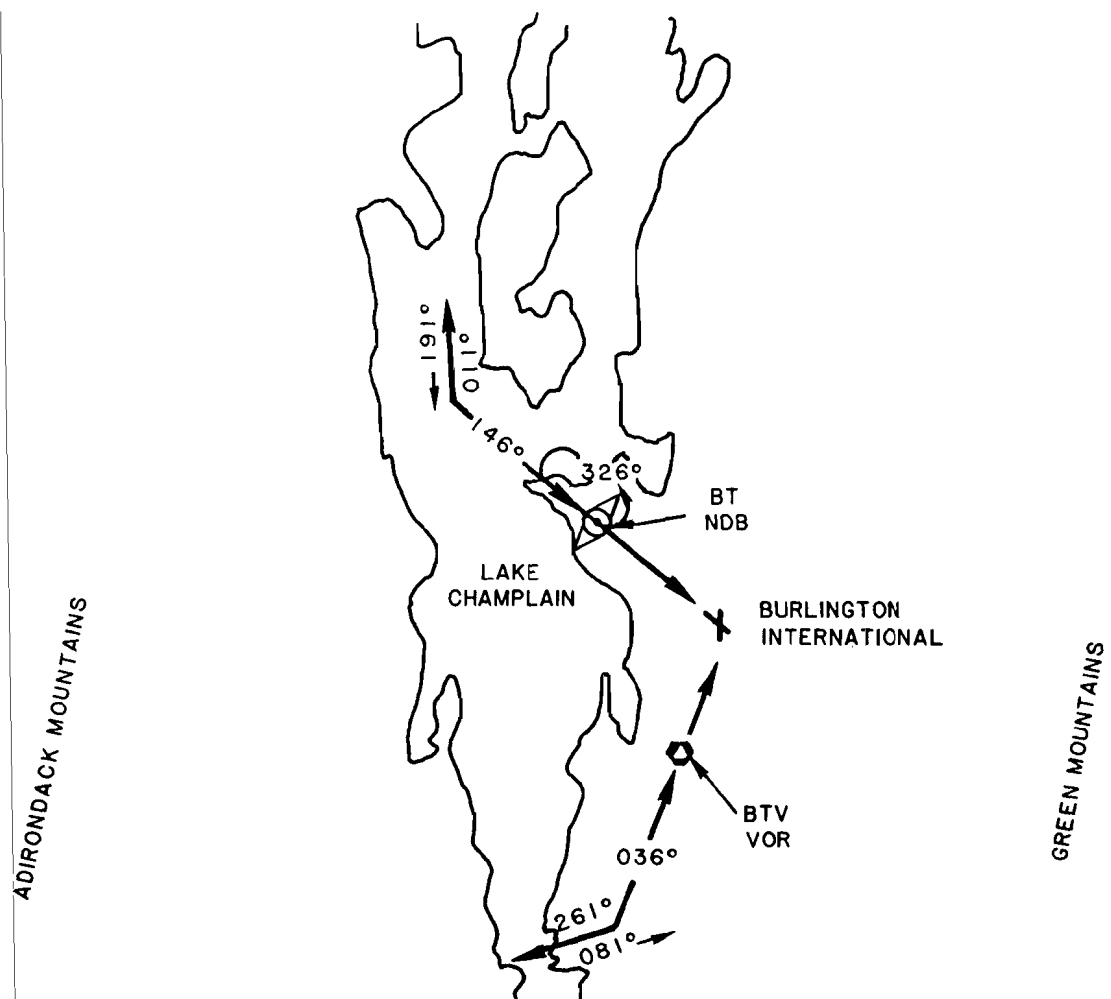 191°
011°
146°
326°
BT
NDB
LAKE
CHAMPLAIN
BURLINGTON
INTERNATIONAL
ADIRONDACK MOUNTAINS
GREEN MOUNTAINS
BTV
VOR
036°
261°
081°